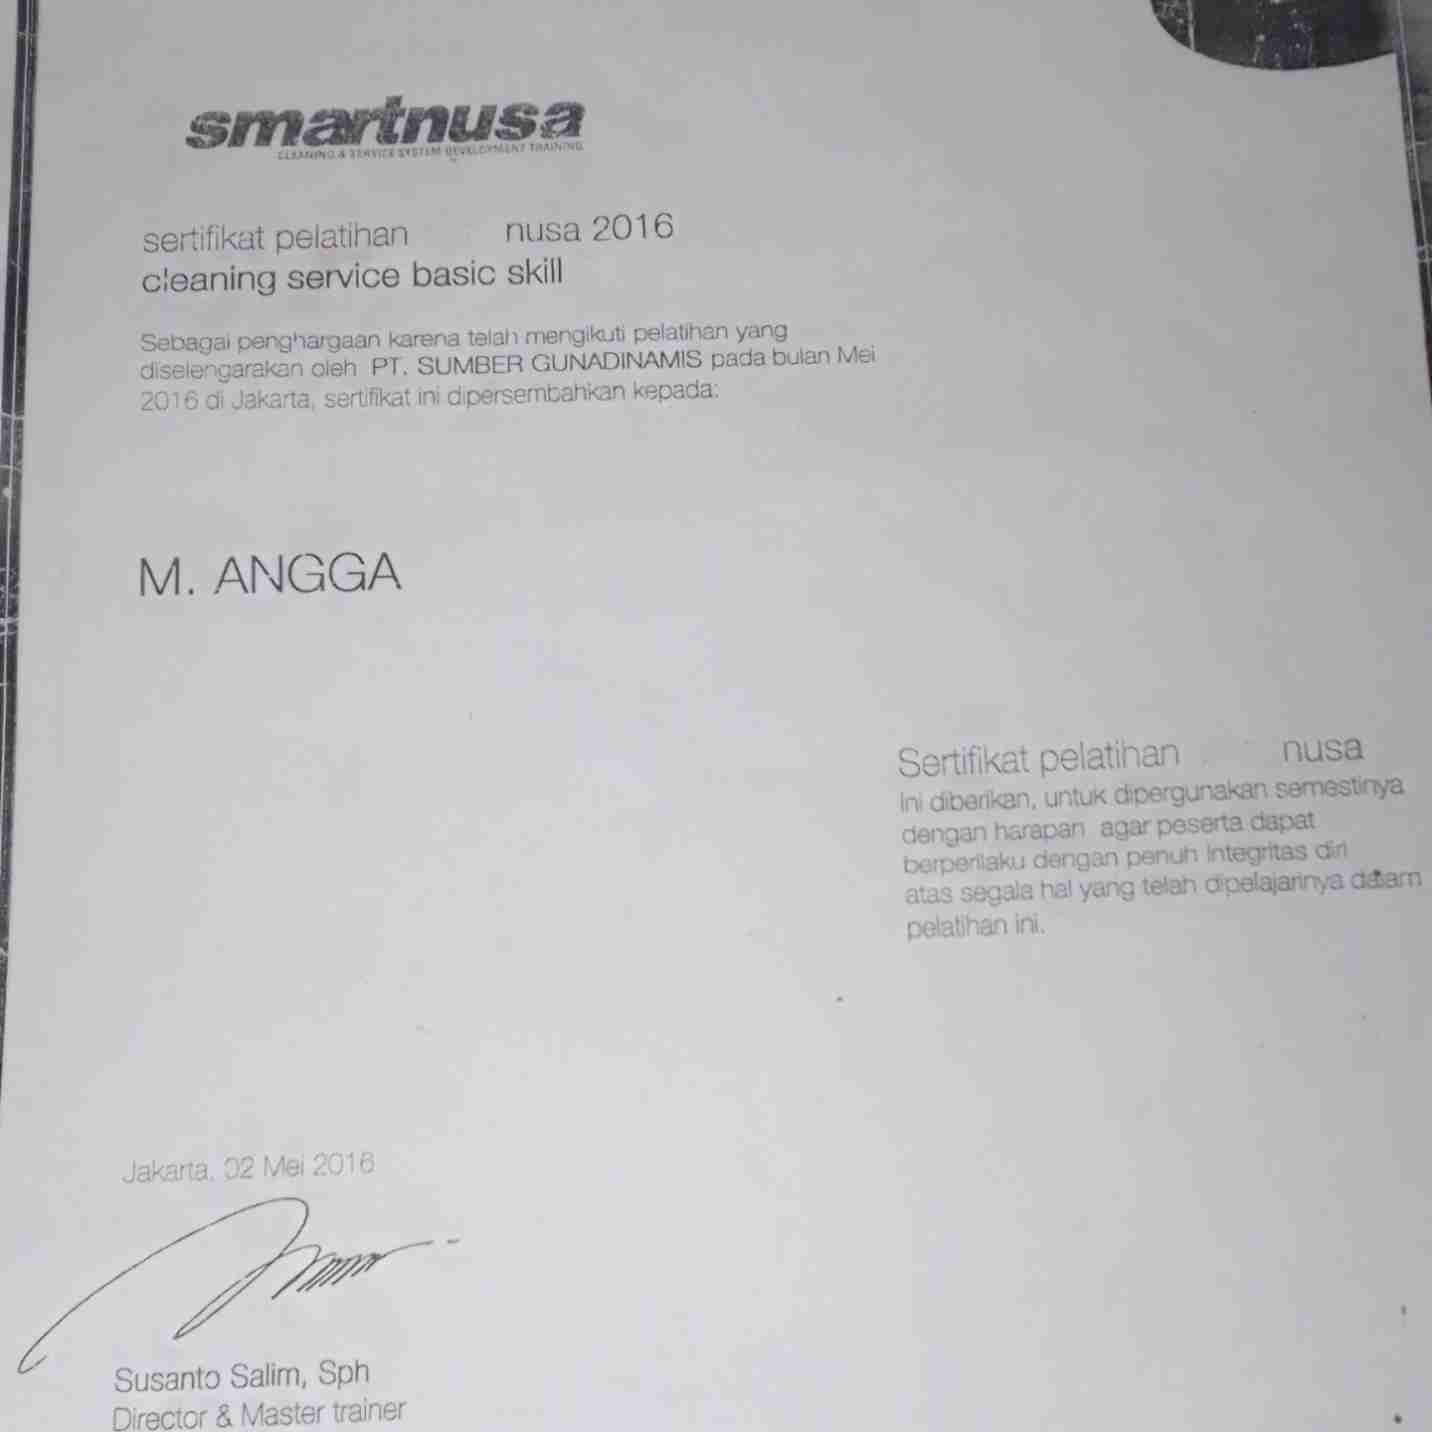 smartnusa
CLEANING & SERVICE SYSTEM DEVELOPMENT TRAINING
sertifikat pelatihan nusa 2016
cleaning service basic skill
Sebagai penghargaan karena telah mengikuti pelatihan yang
diselengarakan oleh PT. SUMBER GUNADINAMIS pada bulan Mei
2016 di Jakarta, sertifikat ini dipersembahkan kepada:
M. ANGGA
Sertifikat pelatihan nusa
ini diberikan, untuk dipergunakan semestinya
dengan harapan agar peserta dapat
berperilaku dengan penuh integritas diri
atas segala hal yang telah dipelajarinya dalam
pelatihan ini.
Jakarta, 02 Mei 2016
Susanto Salim, Sph
Director & Master trainer